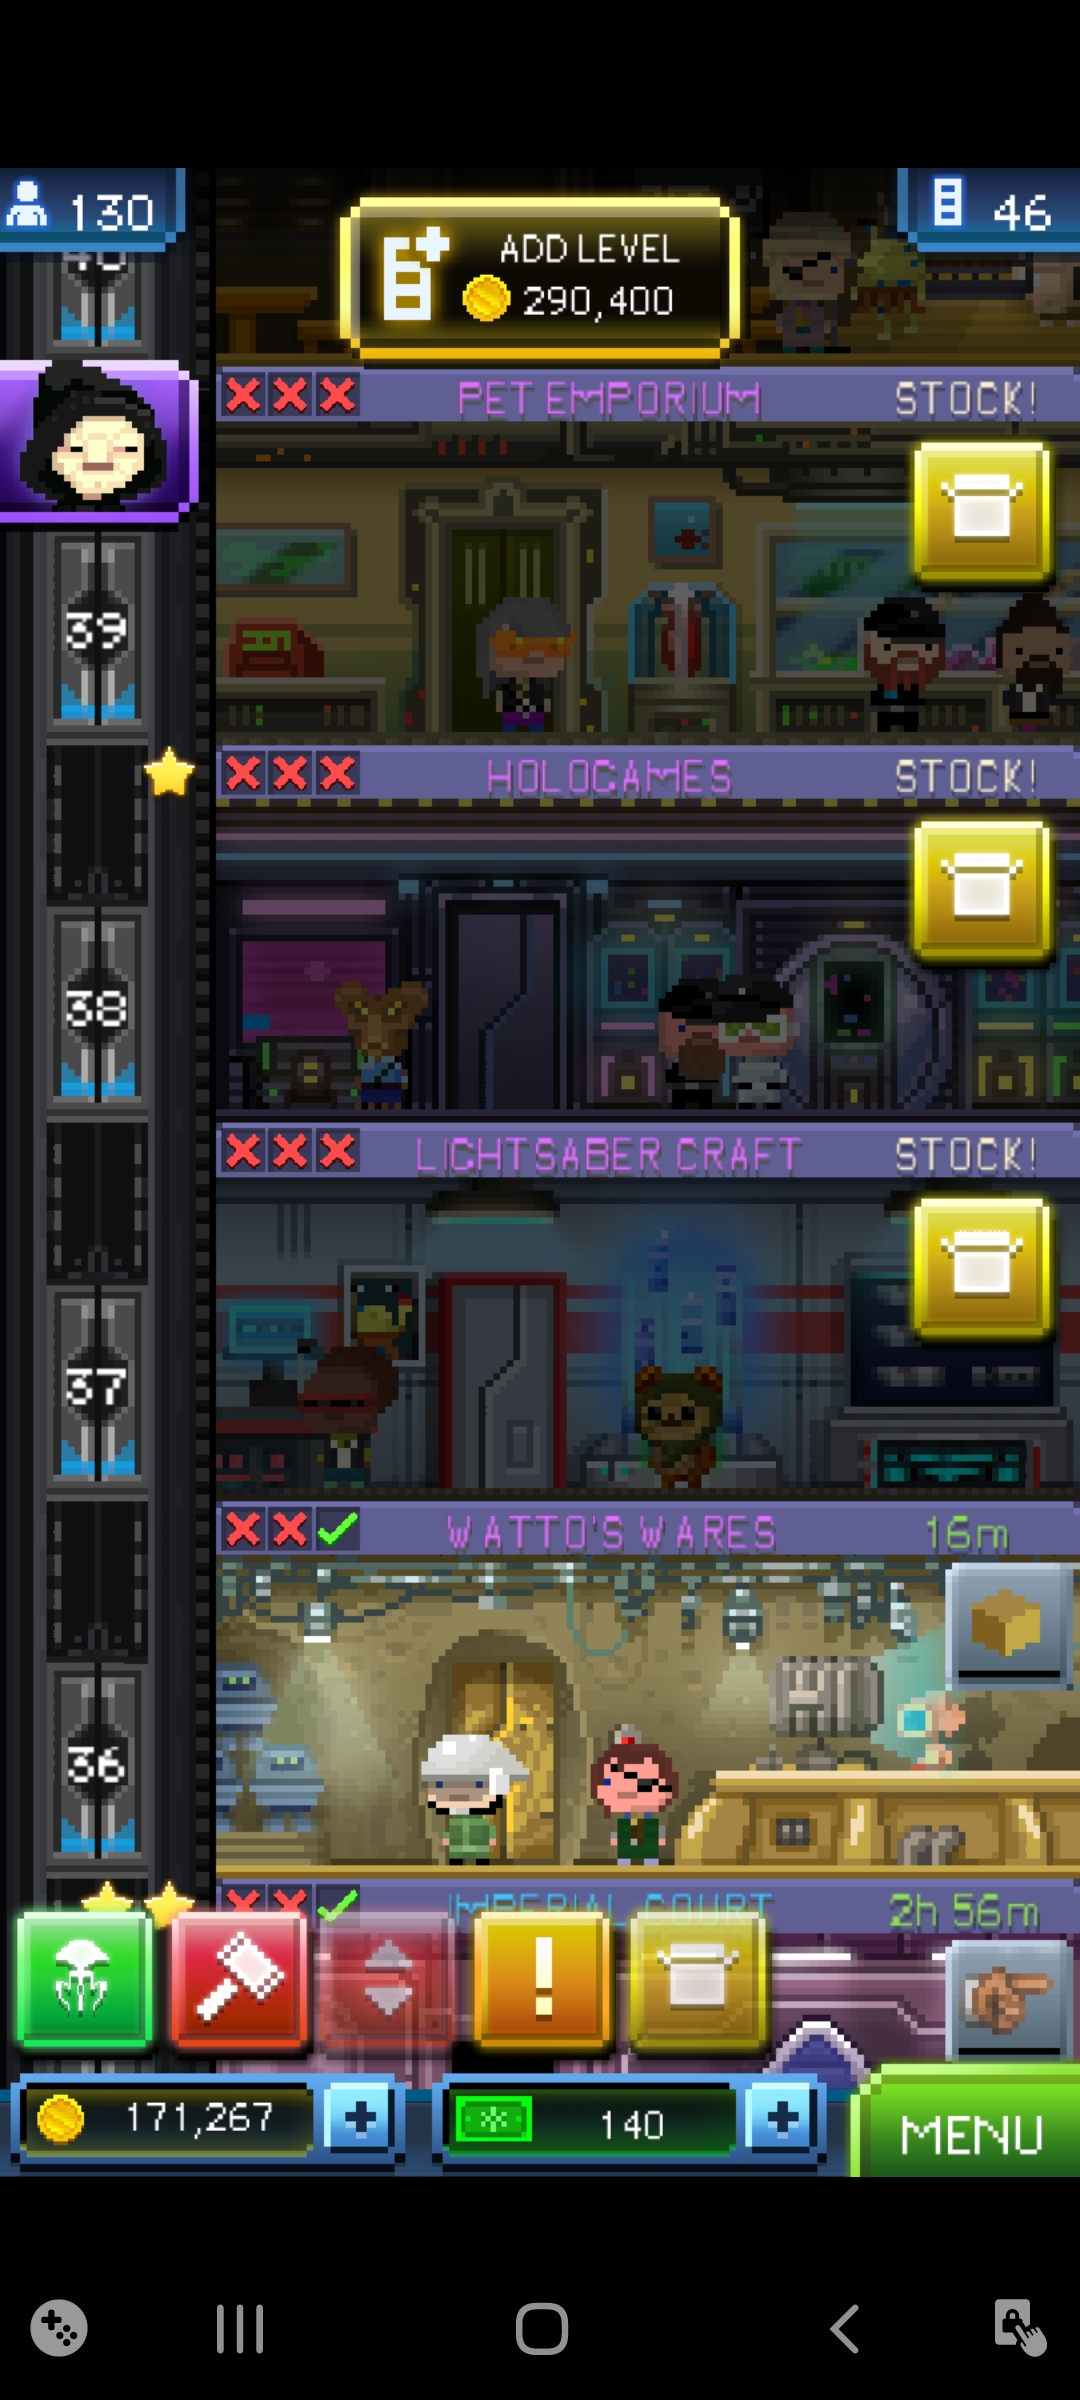 130
ADD LEVEL
290,400
46
PET EMPORIUM
STOCK!
39
HOLOGAMES
STOCK!
38
LIGHTSABER CRAFT
STOCK!
37
WATTO'S WARES
16m
36
IMPERIAL COURT
2h 56m
!
171,267
+
140
+
MENU